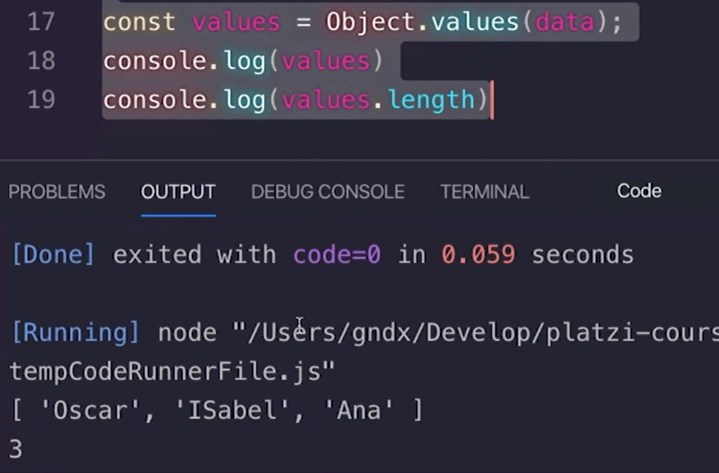 17 const values = Object.values(data);
18 console.log(values)
19 console.log(values.length)
PROBLEMS OUTPUT DEBUG CONSOLE TERMINAL Code
[Done] exited with code=0 in 0.059 seconds
[Running] node "/Users/gndx/Develop/platzi-cours
tempCodeRunnerFile.js"
[ 'Oscar', 'ISabel', 'Ana' ]
3